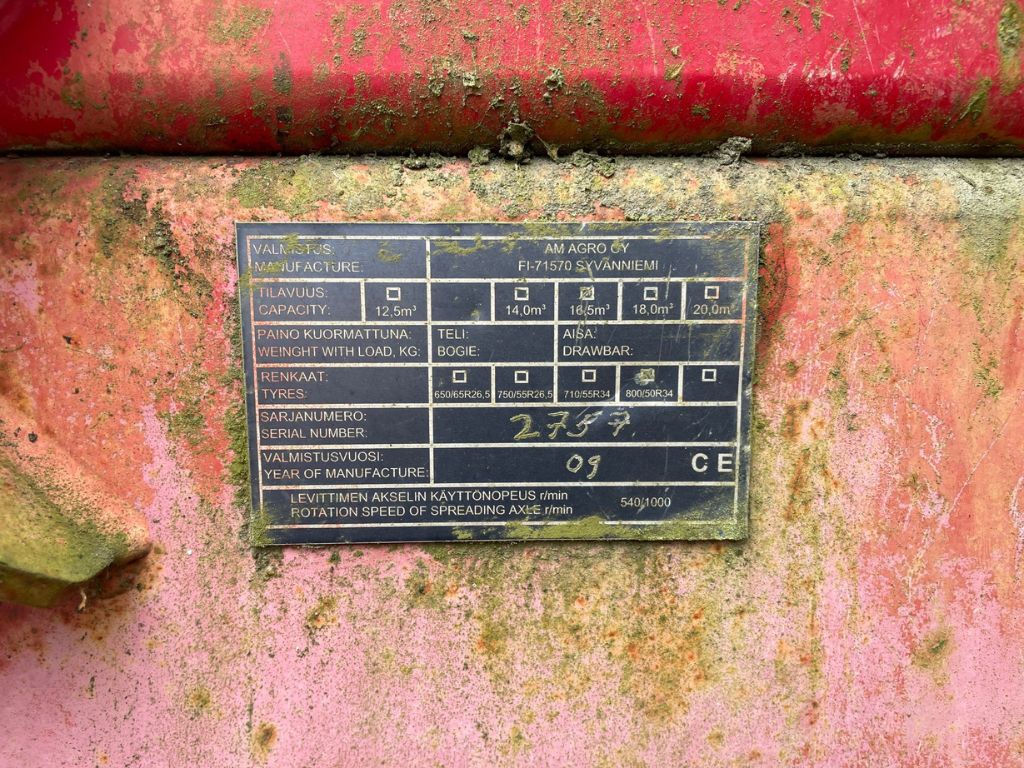 VALMISTUS: AM AGRO OY
MANUFACTURE: FI-71570 SYVÄNNIEMI
TILAVUUS:
CAPACITY: 12,5m³ 14,0m³ 16,5m³ 18,0m³ 20,0m³
PAINO KUORMATTUNA: TELI: AISA:
WEINGHT WITH LOAD, KG: BOGIE: DRAWBAR:
RENKAAT:
TYRES: 650/65R26,5 750/55R26,5 710/55R34 800/50R34
SARJANUMERO:
SERIAL NUMBER: 2757
VALMISTUSVUOSI:
YEAR OF MANUFACTURE: 09 CE
LEVITTIMEN AKSELIN KÄYTTÖNOPEUS r/min 540/1000
ROTATION SPEED OF SPREADING AXLE r/min